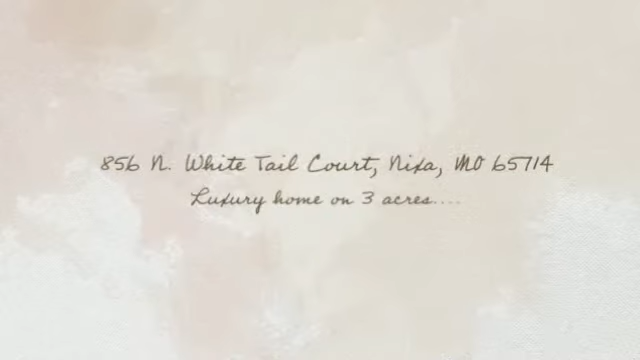 856 N. White Tail Court, Nixa, MO 65714
Luxury home on 3 acres....